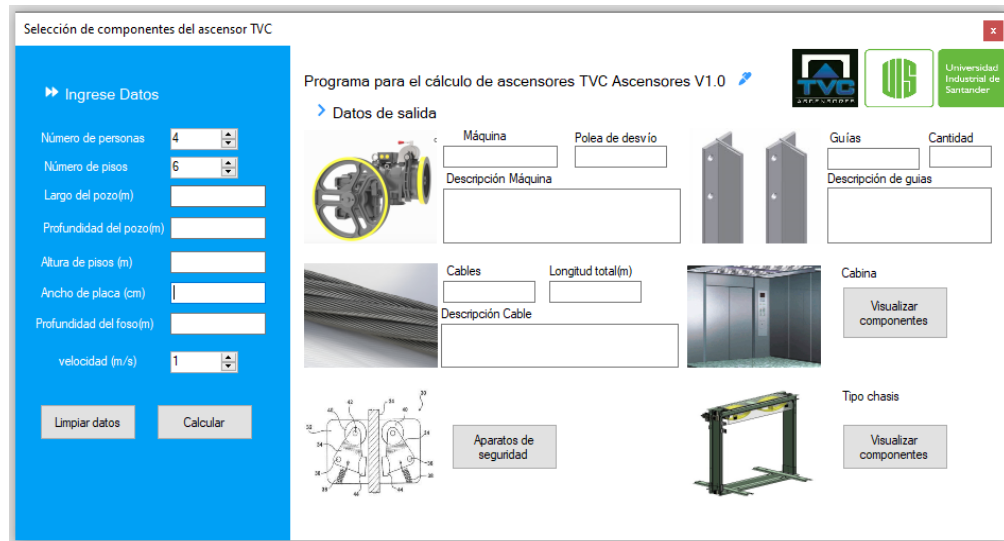 Selección de componentes del ascensor TVC
x
Ingrese Datos
Número de personas
4
Número de pisos
6
Largo del pozo(m)
Profundidad del pozo(m)
Altura de pisos (m)
Ancho de placa (cm)
Profundidad del foso(m)
velocidad (m/s)
1
Limpiar datos
Calcular
Programa para el cálculo de ascensores TVC Ascensores V1.0
TVC
ASCENSORES
UIS
Universidad
Industrial de
Santander
Datos de salida
Máquina
Polea de desvío
Descripción Máquina
Guías
Cantidad
Descripción de guias
Cables
Longitud total(m)
Descripción Cable
Cabina
Visualizar
componentes
Aparatos de
seguridad
Tipo chasis
Visualizar
componentes